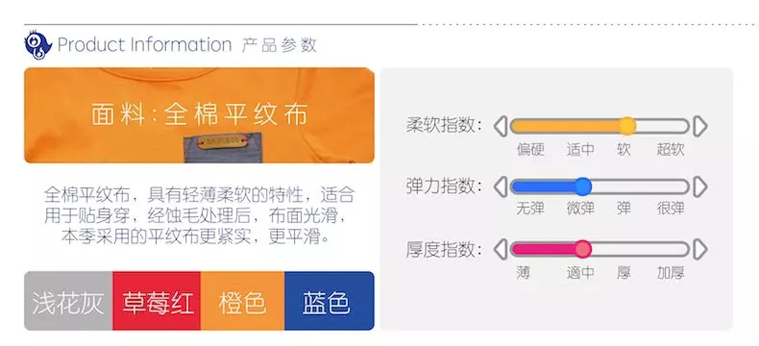 Product Information 产品参数
面料:全棉平纹布
全棉平纹布，具有轻薄柔软的特性，适合
用于贴身穿，经蚀毛处理后，布面光滑，
本季采用的平纹布更紧实，更平滑。
浅花灰 草莓红 橙色 蓝色
柔软指数：
偏硬 适中 软 超软
弹力指数：
无弹 微弹 弹 很弹
厚度指数：
薄 適中 厚 加厚